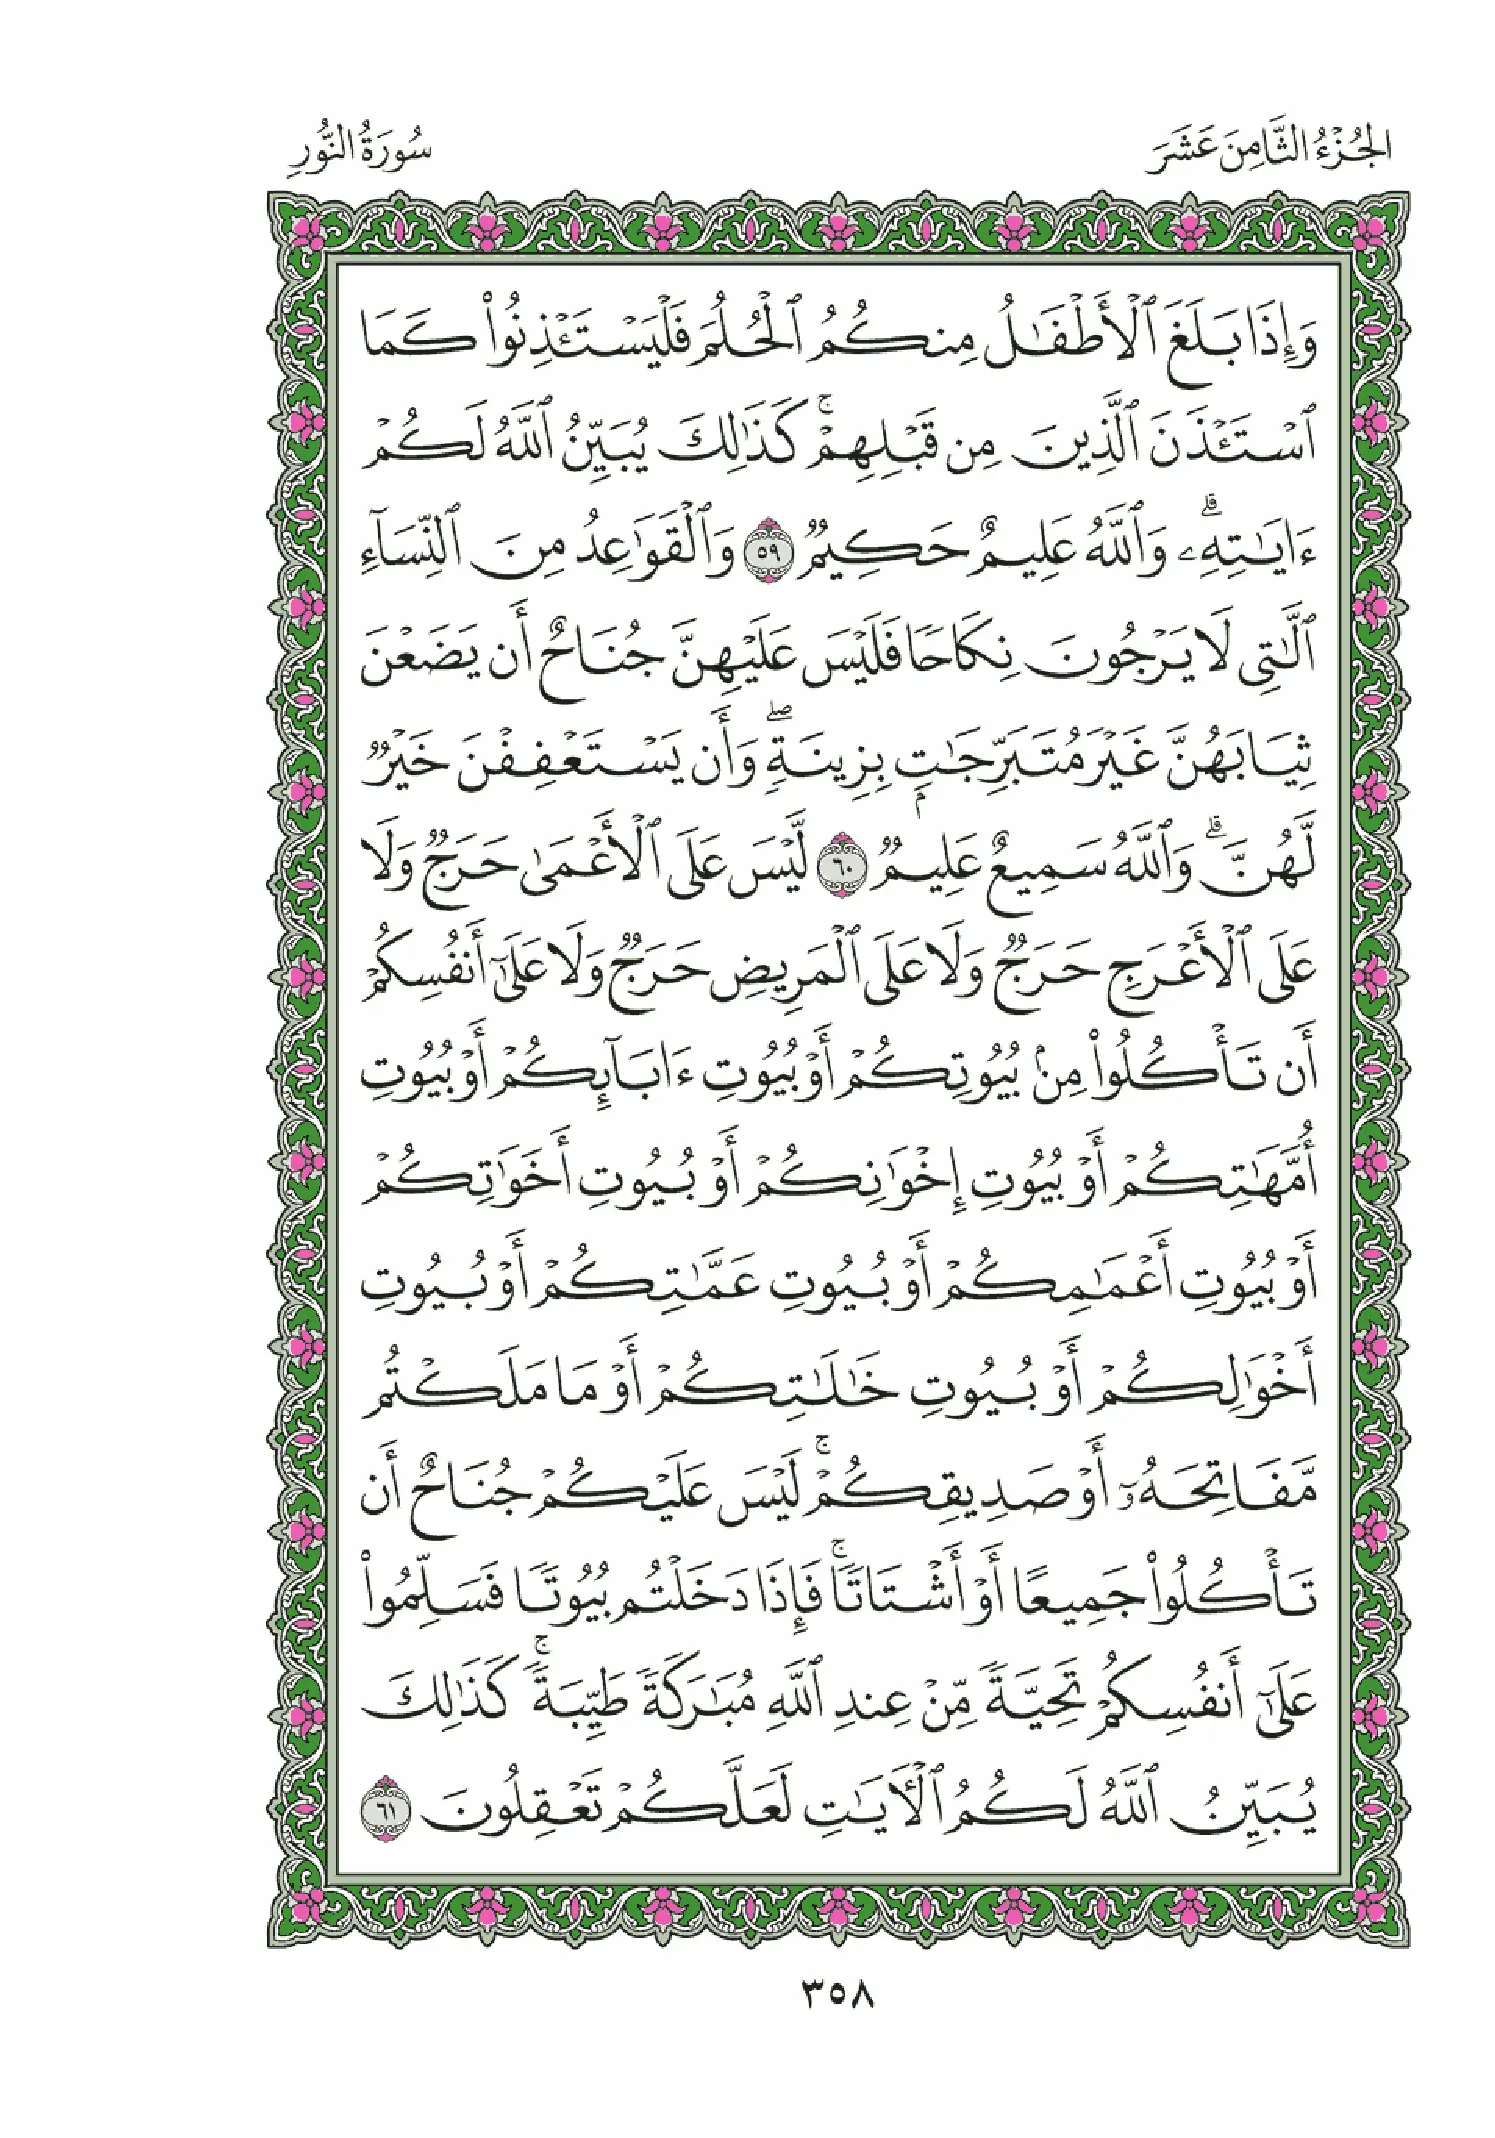 الجُزْءُ الثَّامِنَ عَشَرَ
سُورَةُ النُّورِ
وَإِذَا بَلَغَ ٱلْأَطْفَٰلُ مِنكُمُ ٱلْحُلُمَ فَلْيَسْتَـْٔذِنُوا۟ كَمَا
ٱسْتَـْٔذَنَ ٱلَّذِينَ مِن قَبْلِهِمْ ۚ كَذَٰلِكَ يُبَيِّنُ ٱللَّهُ لَكُمْ
ءَايَٰتِهِۦ ۗ وَٱللَّهُ عَلِيمٌ حَكِيمٌ ٥٩ وَٱلْقَوَٰعِدُ مِنَ ٱلنِّسَآءِ
ٱلَّٰتِى لَا يَرْجُونَ نِكَاحًا فَلَيْسَ عَلَيْهِنَّ جُنَاحٌ أَن يَضَعْنَ
ثِيَابَهُنَّ غَيْرَ مُتَبَرِّجَٰتٍۭ بِزِينَةٍ ۖ وَأَن يَسْتَعْفِفْنَ خَيْرٌ
لَّهُنَّ ۗ وَٱللَّهُ سَمِيعٌ عَلِيمٌ ٦٠ لَّيْسَ عَلَى ٱلْأَعْمَىٰ حَرَجٌ وَلَا
عَلَى ٱلْأَعْرَجِ حَرَجٌ وَلَا عَلَى ٱلْمَرِيضِ حَرَجٌ وَلَا عَلَىٰٓ أَنفُسِكُمْ
أَن تَأْكُلُوا۟ مِنۢ بُيُوتِكُمْ أَوْ بُيُوتِ ءَابَآئِكُمْ أَوْ بُيُوتِ
أُمَّهَٰتِكُمْ أَوْ بُيُوتِ إِخْوَٰنِكُمْ أَوْ بُيُوتِ أَخَوَٰتِكُمْ
أَوْ بُيُوتِ أَعْمَٰمِكُمْ أَوْ بُيُوتِ عَمَّٰتِكُمْ أَوْ بُيُوتِ
أَخْوَٰلِكُمْ أَوْ بُيُوتِ خَٰلَٰتِكُمْ أَوْ مَا مَلَكْتُم
مَّفَاتِحَهُۥٓ أَوْ صَدِيقِكُمْ ۚ لَيْسَ عَلَيْكُمْ جُنَاحٌ أَن
تَأْكُلُوا۟ جَمِيعًا أَوْ أَشْتَاتًا ۚ فَإِذَا دَخَلْتُم بُيُوتًا فَسَلِّمُوا۟
عَلَىٰٓ أَنفُسِكُمْ تَحِيَّةً مِّنْ عِندِ ٱللَّهِ مُبَٰرَكَةً طَيِّبَةً ۚ كَذَٰلِكَ
يُبَيِّنُ ٱللَّهُ لَكُمُ ٱلْـَٔايَٰتِ لَعَلَّكُمْ تَعْقِلُونَ ٦١
٣٥٨